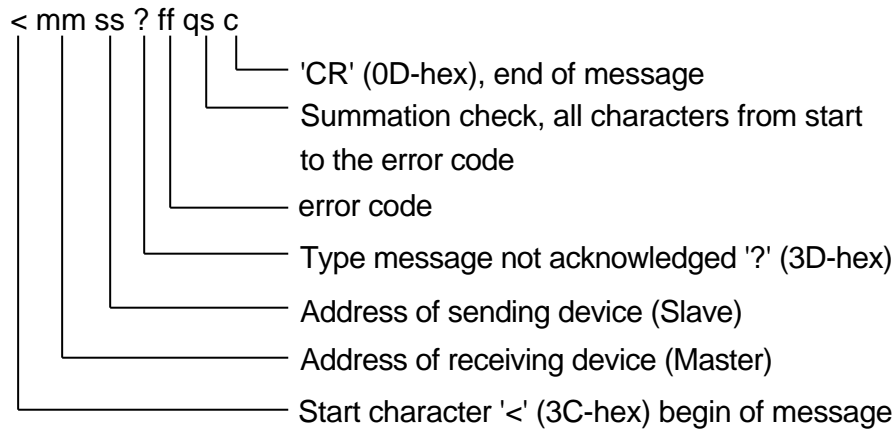 < mm ss ? ff qs c
'CR' (0D-hex), end of message
Summation check, all characters from start
to the error code
error code
Type message not acknowledged '?' (3D-hex)
Address of sending device (Slave)
Address of receiving device (Master)
Start character '<' (3C-hex) begin of message